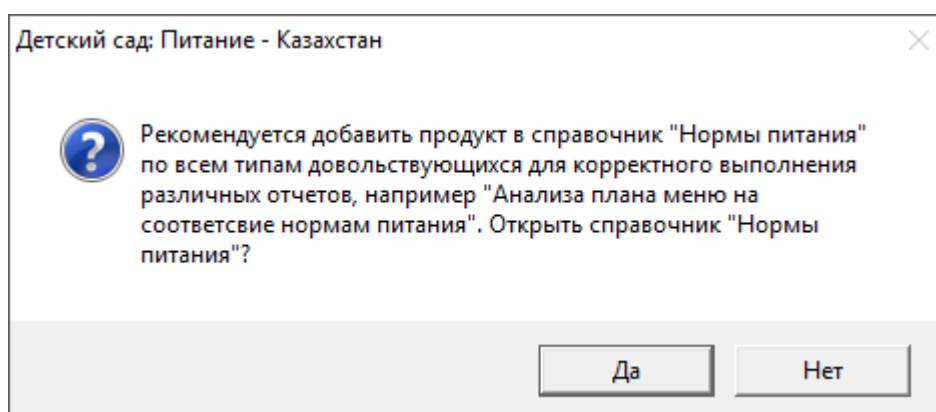 Детский сад: Питание - Казахстан
Рекомендуется добавить продукт в справочник "Нормы питания"
по всем типам довольствующихся для корректного выполнения
различных отчетов, например "Анализа плана меню на
соответсвие нормам питания". Открыть справочник "Нормы
питания"?
Да
Нет